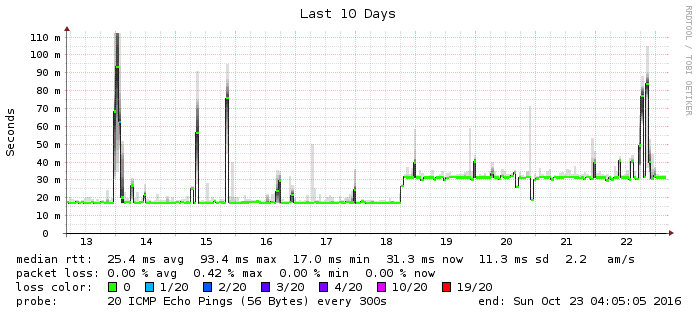 Last 10 Days
RRDTOOL / TOBI OETIKER
Seconds
110 m
100 m
90 m
80 m
70 m
60 m
50 m
40 m
30 m
20 m
10 m
0
13 14 15 16 17 18 19 20 21 22
median rtt: 25.4 ms avg 93.4 ms max 17.0 ms min 31.3 ms now 11.3 ms sd 2.2 am/s
packet loss: 0.00 % avg 0.42 % max 0.00 % min 0.00 % now
loss color: 0 1/20 2/20 3/20 4/20 10/20 19/20
probe: 20 ICMP Echo Pings (56 Bytes) every 300s end: Sun Oct 23 04:05:05 2016